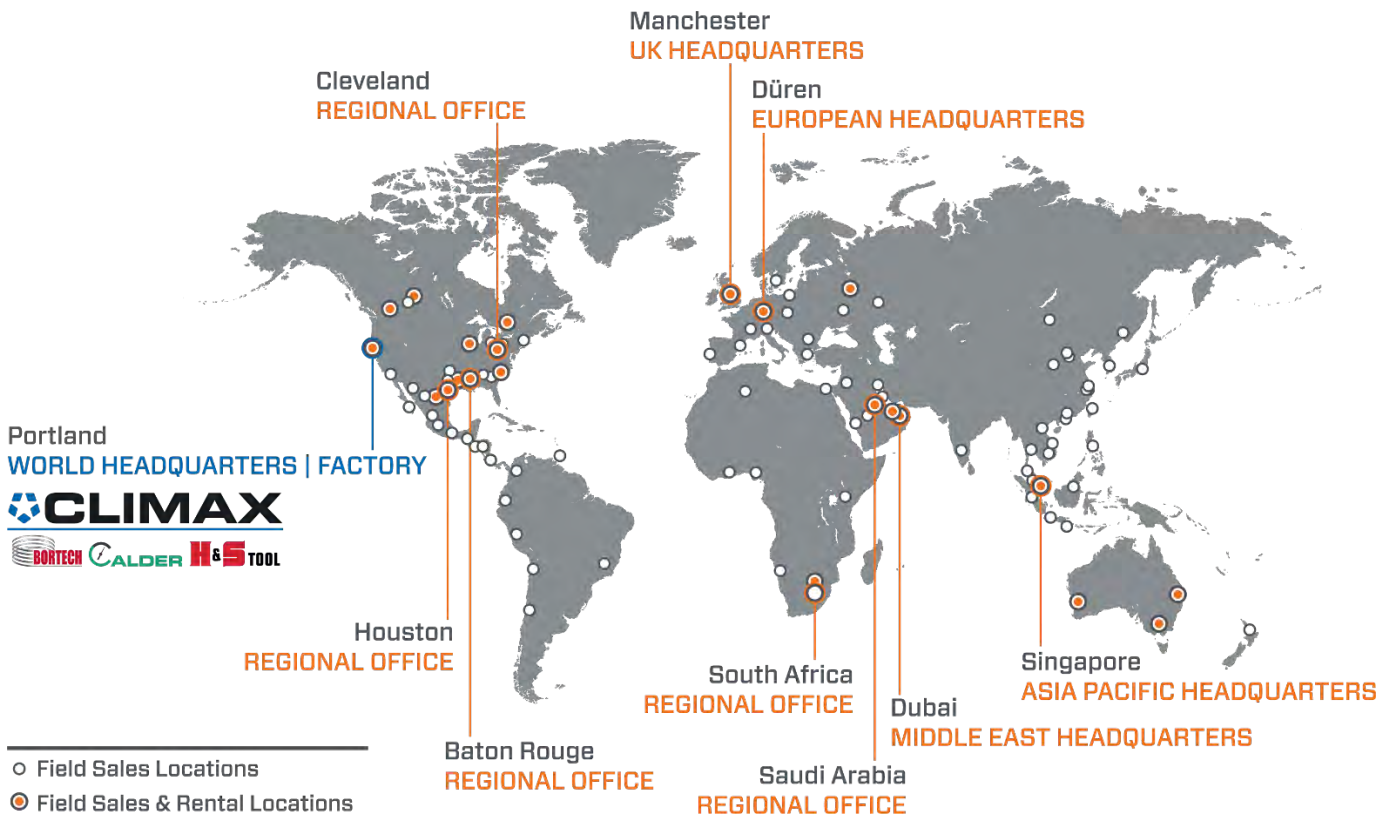 Manchester
UK HEADQUARTERS
Cleveland
REGIONAL OFFICE
Düren
EUROPEAN HEADQUARTERS
Portland
WORLD HEADQUARTERS | FACTORY
CLIMAX
BORTECH CALDER H&S TOOL
Houston
REGIONAL OFFICE
South Africa
REGIONAL OFFICE
Singapore
ASIA PACIFIC HEADQUARTERS
Dubai
MIDDLE EAST HEADQUARTERS
Baton Rouge
REGIONAL OFFICE
Saudi Arabia
REGIONAL OFFICE
Field Sales Locations
Field Sales & Rental Locations